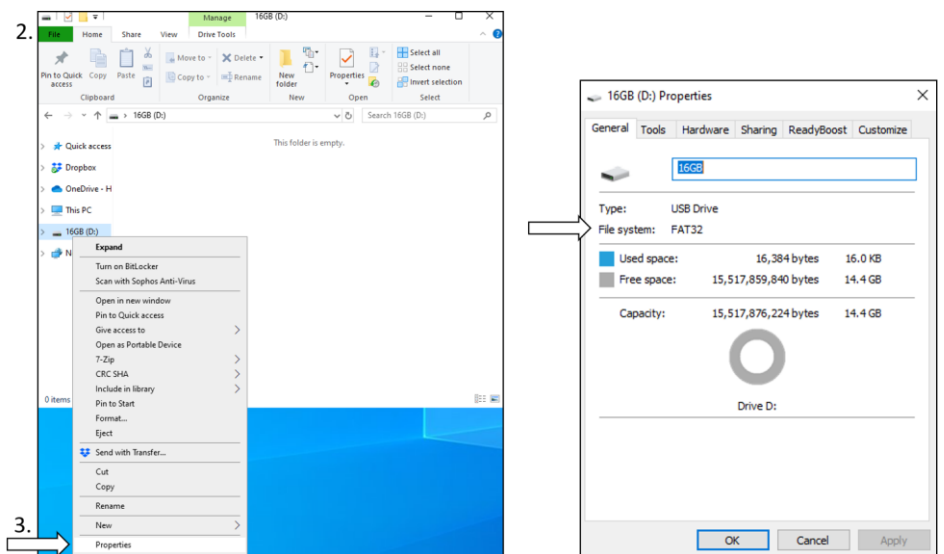 2.
Manage 16GB (D:)
File Home Share View Drive Tools
Pin to Quick access
Copy
Paste
Move to
Copy to
Delete
Rename
New folder
Properties
Select all
Select none
Invert selection
Clipboard Organize New Open Select
16GB (D:)
Search 16GB (D:)
Quick access
This folder is empty.
Dropbox
OneDrive - H
This PC
16GB (D:)
N
Expand
Turn on BitLocker
Scan with Sophos Anti-Virus
Open in new window
Pin to Quick access
Give access to
Open as Portable Device
7-Zip
CRC SHA
Include in library
Pin to Start
Format...
Eject
Send with Transfer...
Cut
Copy
Rename
New
Properties
0 items
3.
16GB (D:) Properties
General Tools Hardware Sharing ReadyBoost Customize
16GB
Type: USB Drive
File system: FAT32
Used space: 16,384 bytes 16.0 KB
Free space: 15,517,859,840 bytes 14.4 GB
Capacity: 15,517,876,224 bytes 14.4 GB
Drive D:
OK Cancel Apply